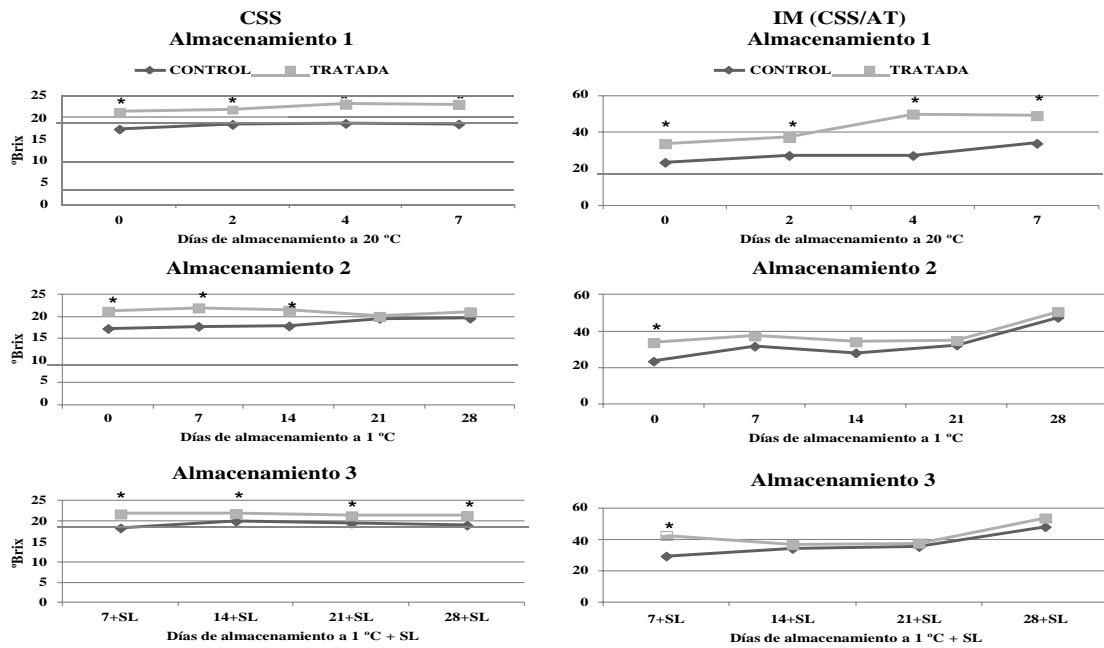 CSS
Almacenamiento 1
CONTROL TRATADA
25
20
15
10
5
0
ºBrix
* *
0 2 4 7
Días de almacenamiento a 20 ºC
IM (CSS/AT)
Almacenamiento 1
CONTROL TRATADA
60
40
20
0
* * * *
0 2 4 7
Días de almacenamiento a 20 ºC
Almacenamiento 2
25
20
15
10
5
0
ºBrix
* * *
0 7 14 21 28
Días de almacenamiento a 1 ºC
Almacenamiento 2
60
40
20
0
*
0 7 14 21 28
Días de almacenamiento a 1 ºC
Almacenamiento 3
25
20
15
10
5
0
ºBrix
* * * *
7+SL 14+SL 21+SL 28+SL
Días de almacenamiento a 1 ºC + SL
Almacenamiento 3
60
40
20
0
*
7+SL 14+SL 21+SL 28+SL
Días de almacenamiento a 1 ºC + SL